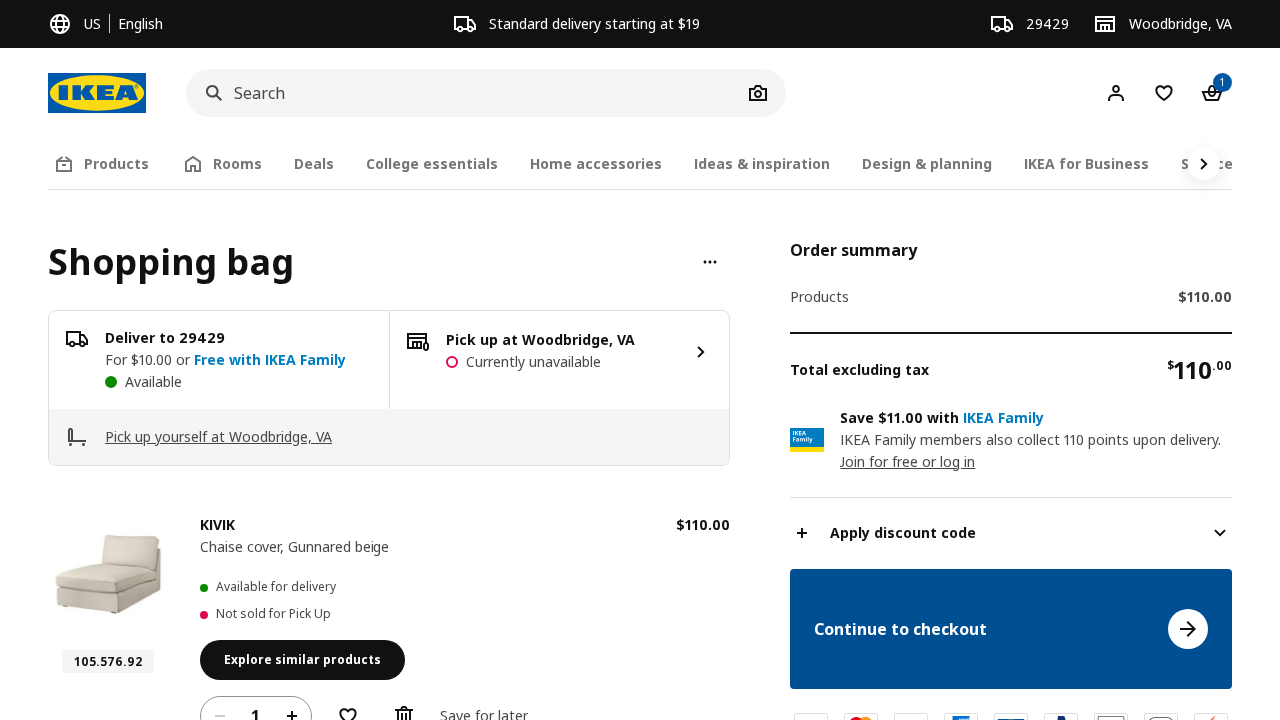 US
English
Standard delivery starting at $19
29429
Woodbridge, VA
IKEA
Search
1
Products
Rooms
Deals
College essentials
Home accessories
Ideas & inspiration
Design & planning
IKEA for Business
Shopping bag
Deliver to 29429
For $10.00 or Free with IKEA Family
Available
Pick up at Woodbridge, VA
Currently unavailable
Pick up yourself at Woodbridge, VA
KIVIK
$110.00
Chaise cover, Gunnared beige
Available for delivery
Not sold for Pick Up
Explore similar products
105.576.92
1
Save for later
Order summary
Products
$110.00
Total excluding tax
$110.00
IKEA
Family
Save $11.00 with IKEA Family
IKEA Family members also collect 110 points upon delivery.
Join for free or log in
Apply discount code
Continue to checkout